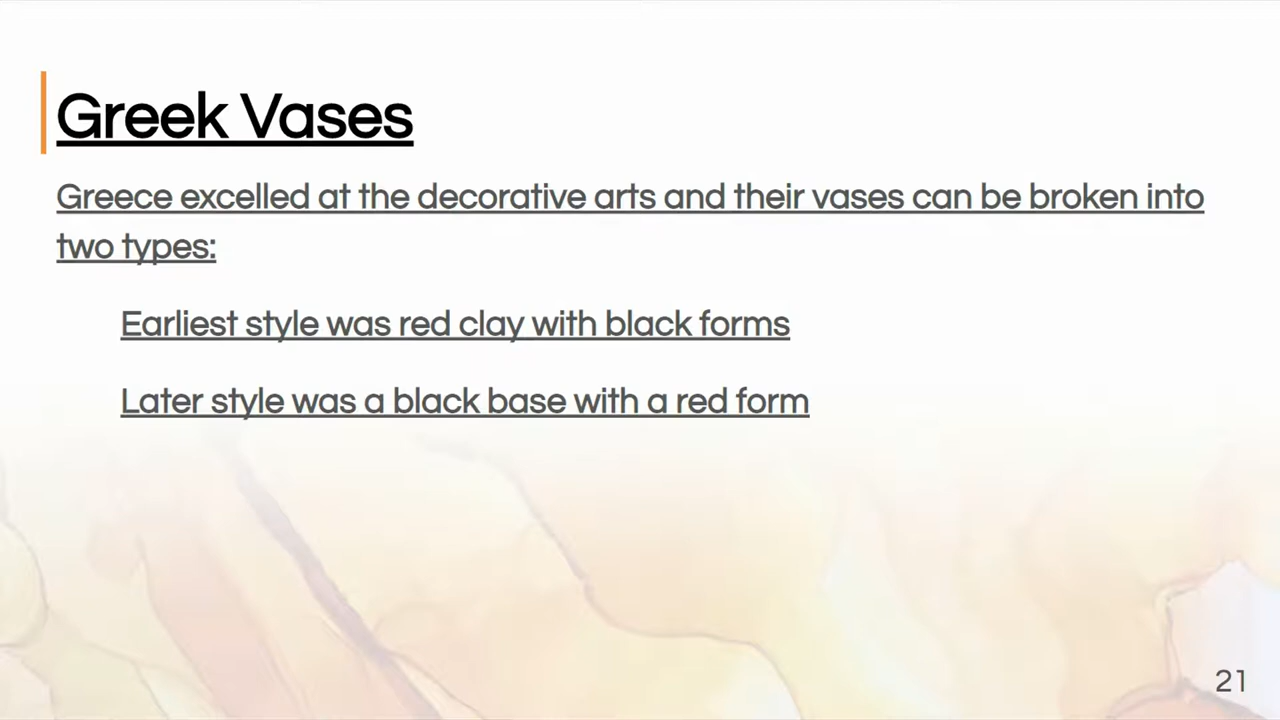 Greek Vases
Greece excelled at the decorative arts and their vases can be broken into
two types:
Earliest style was red clay with black forms
Later style was a black base with a red form
21